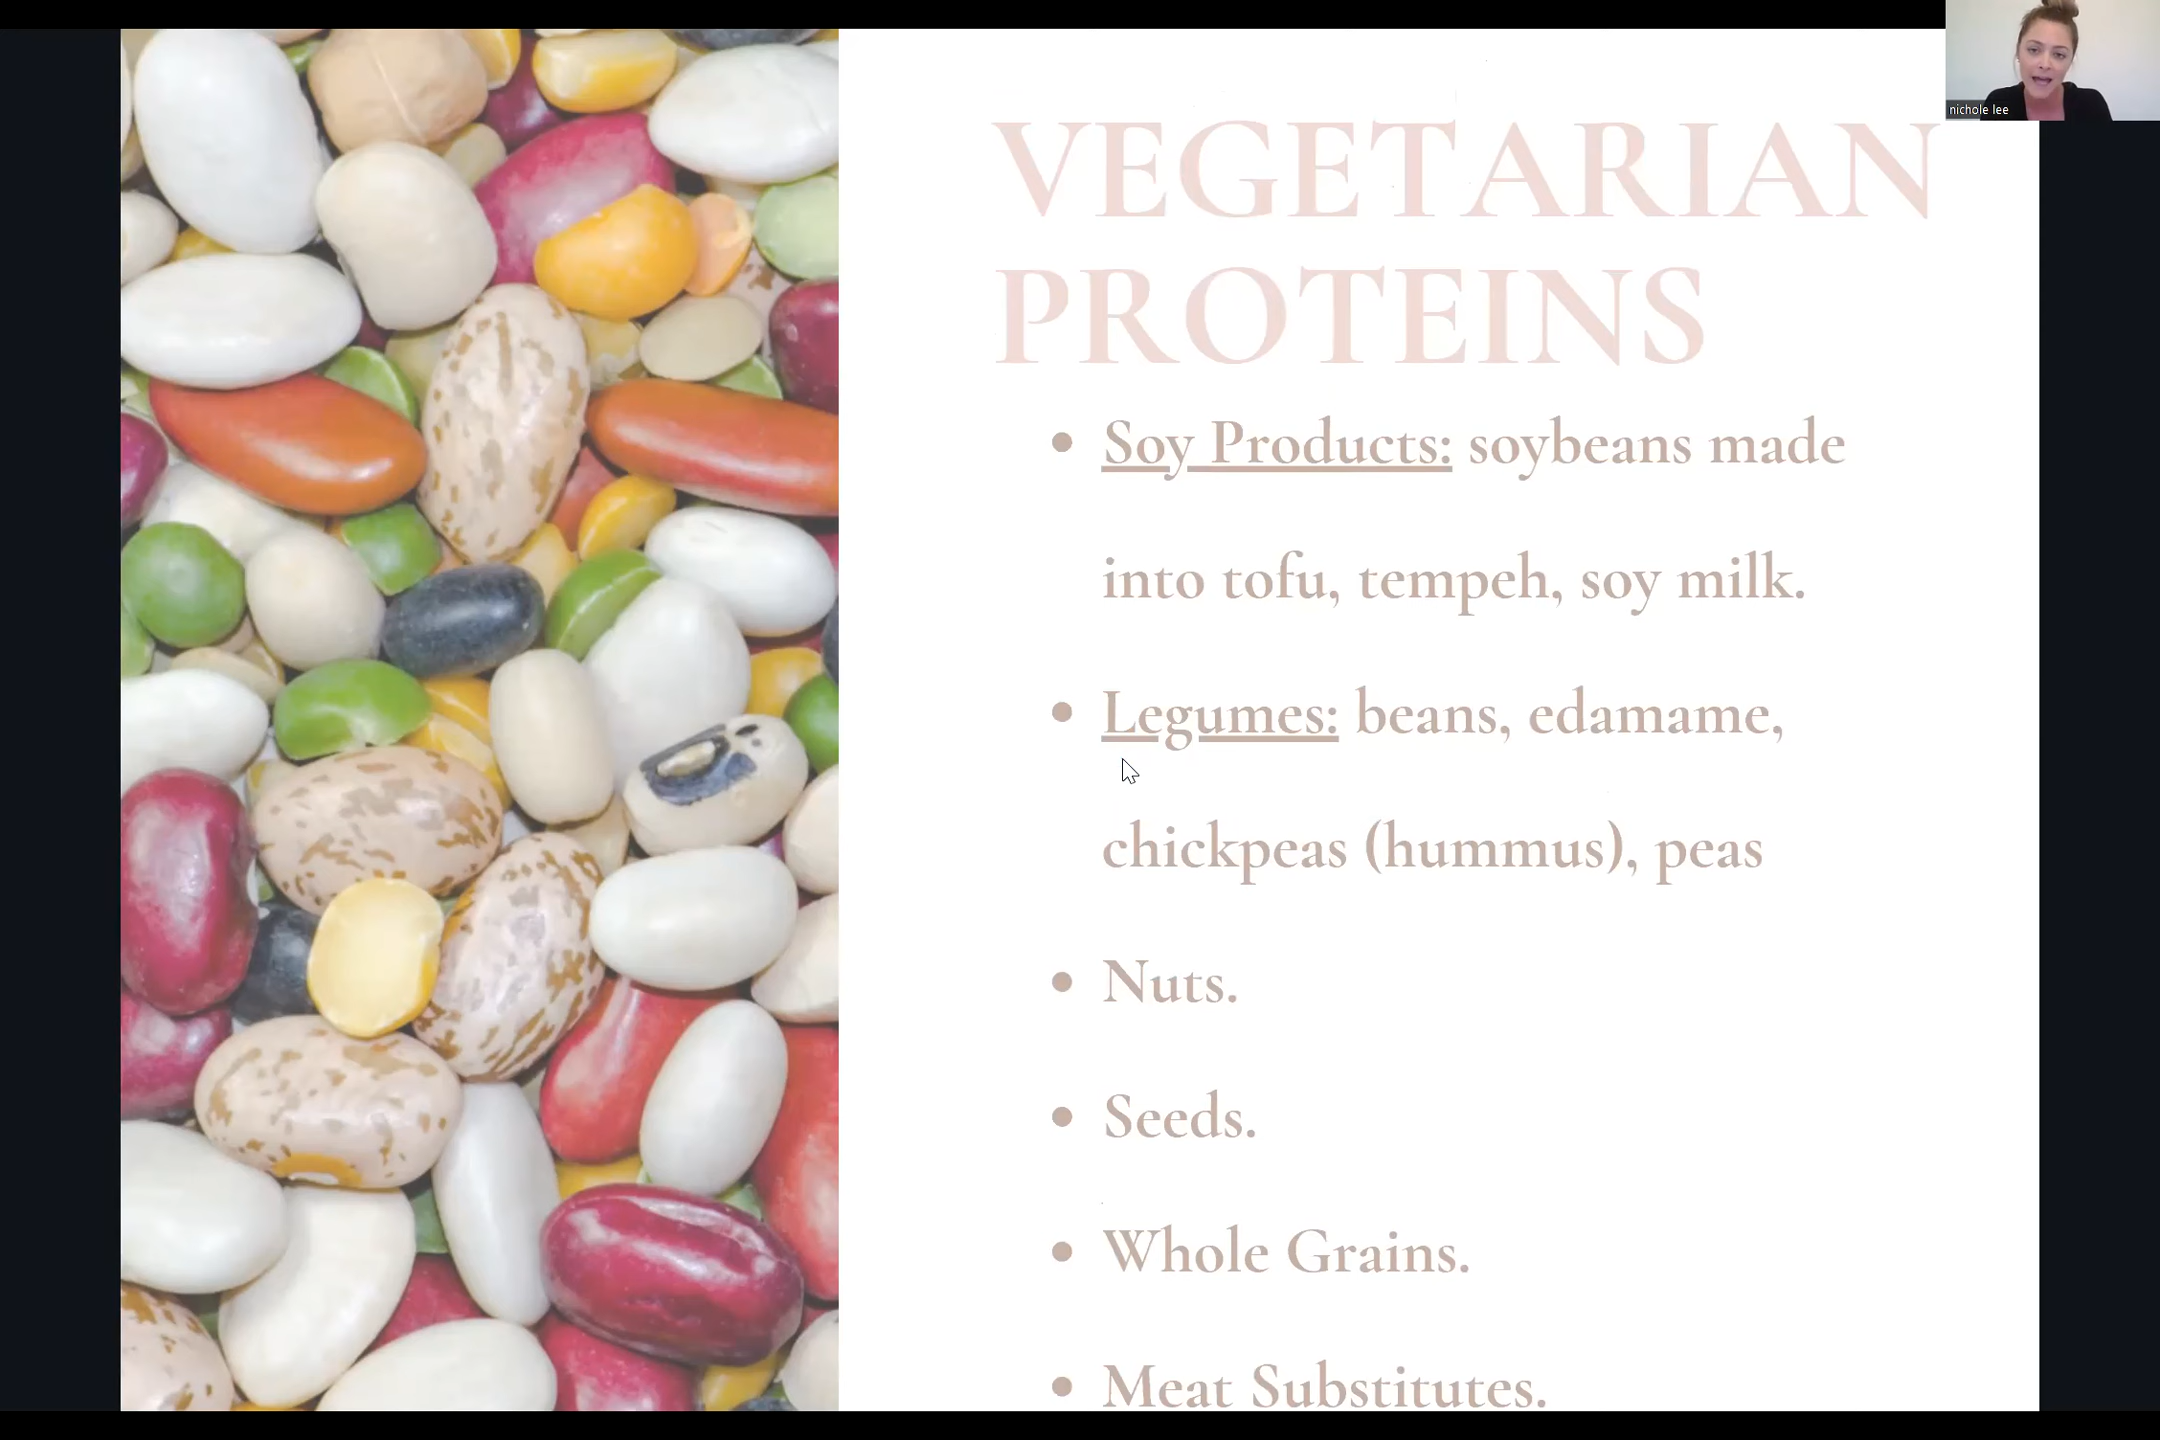 nichole lee
VEGETARIAN
PROTEINS
• Soy Products: soybeans made
into tofu, tempeh, soy milk.
• Legumes: beans, edamame,
chickpeas (hummus), peas
• Nuts.
• Seeds.
• Whole Grains.
• Meat Substitutes.